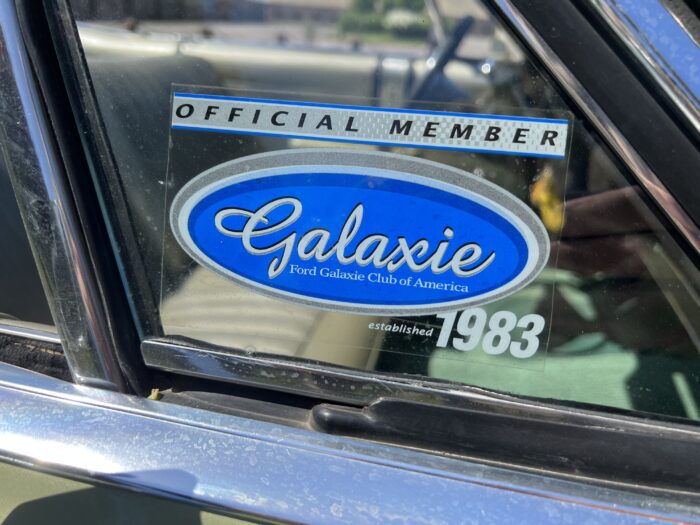 OFFICIAL MEMBER
Galaxie
Ford Galaxie Club of America
established 1983